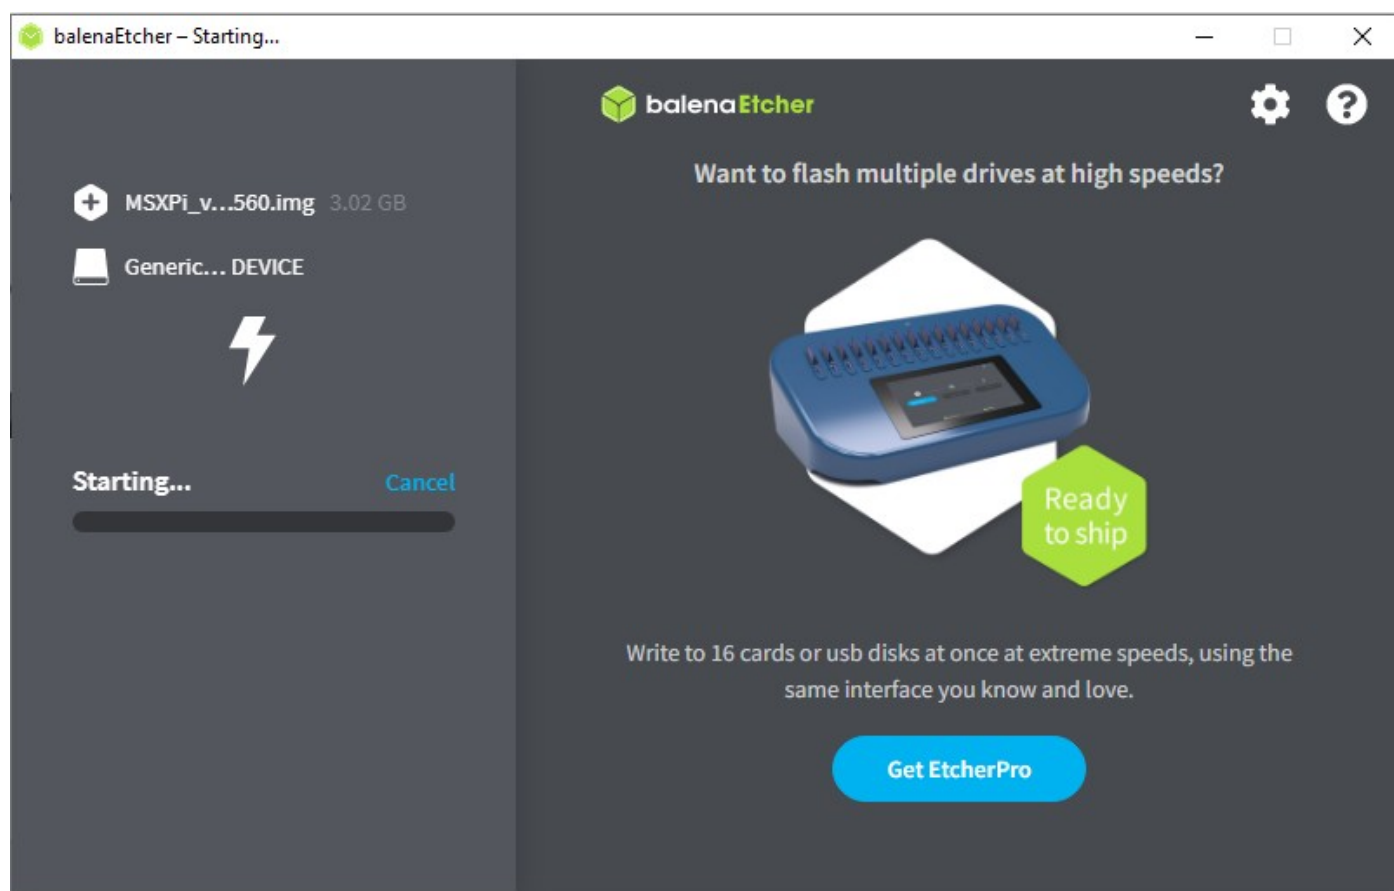 balenaEtcher – Starting...
balenaEtcher
Want to flash multiple drives at high speeds?
MSXPi_v...560.img 3.02 GB
Generic... DEVICE
Starting... Cancel
Ready
to ship
Write to 16 cards or usb disks at once at extreme speeds, using the
same interface you know and love.
Get EtcherPro